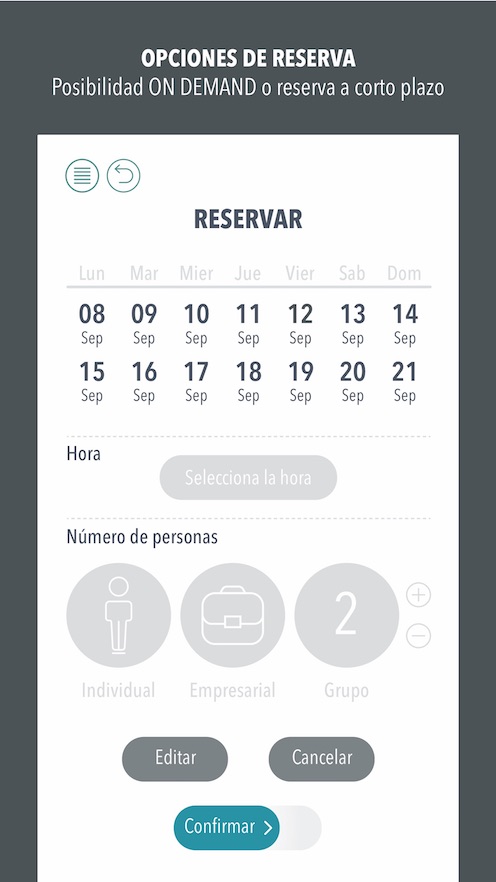 OPCIONES DE RESERVA
Posibilidad ON DEMAND o reserva a corto plazo
RESERVAR
Lun Mar Mier Jue Vier Sab Dom
08 09 10 11 12 13 14
Sep Sep Sep Sep Sep Sep Sep
15 16 17 18 19 20 21
Sep Sep Sep Sep Sep Sep Sep
Hora
Selecciona la hora
Número de personas
2
Individual Empresarial Grupo
Editar Cancelar
Confirmar